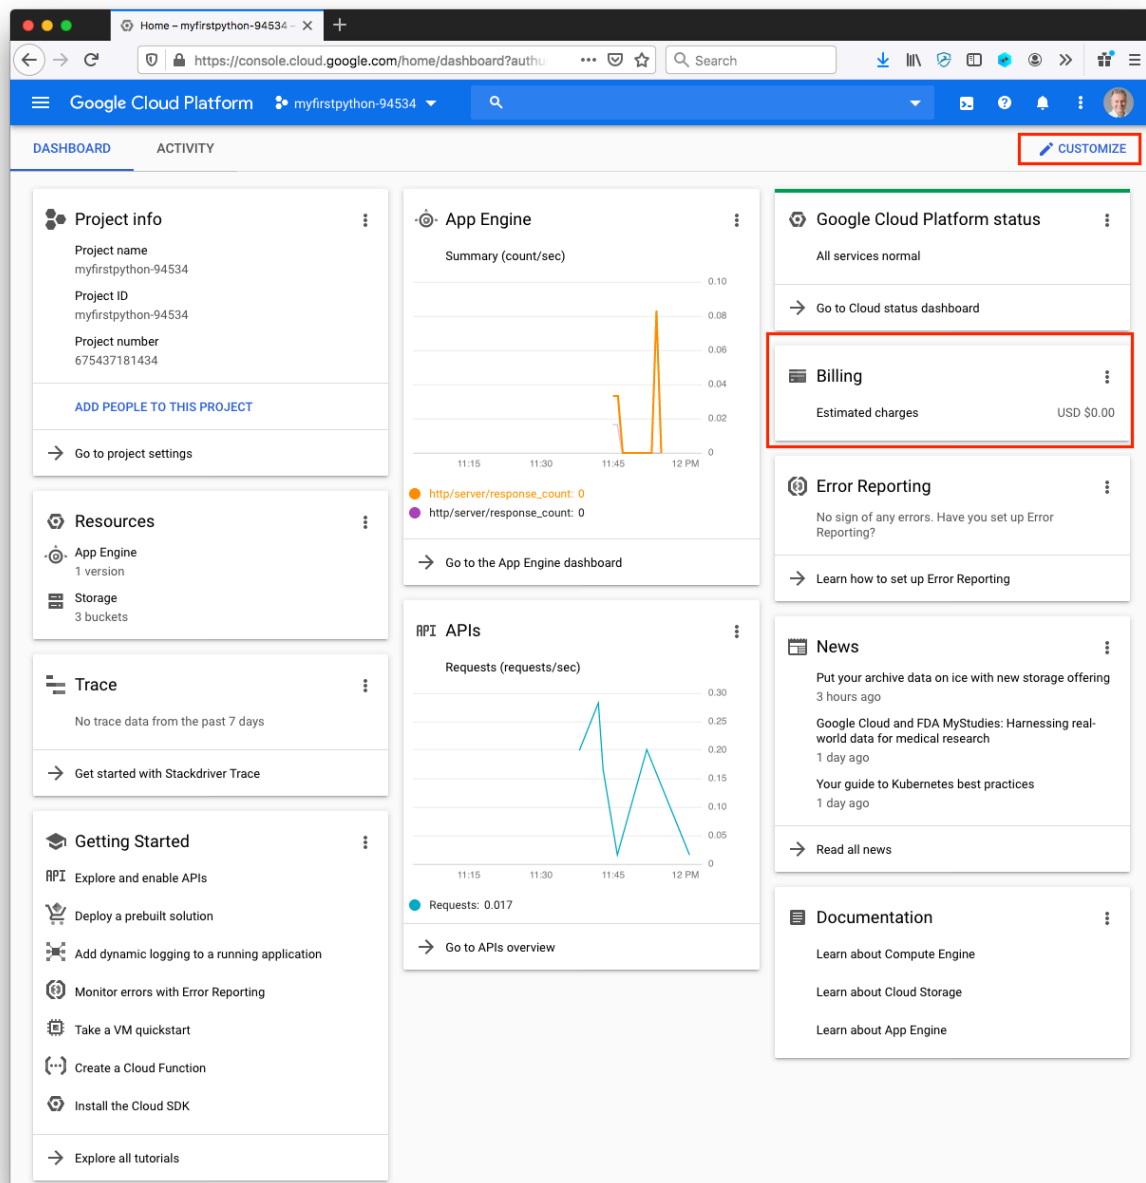 Home – myfirstpython-94534 –
https://console.cloud.google.com/home/dashboard?authu
Search
Google Cloud Platform
myfirstpython-94534
DASHBOARD
ACTIVITY
CUSTOMIZE
Project info
Project name
myfirstpython-94534
Project ID
myfirstpython-94534
Project number
675437181434
ADD PEOPLE TO THIS PROJECT
Go to project settings
Resources
App Engine
1 version
Storage
3 buckets
Trace
No trace data from the past 7 days
Get started with Stackdriver Trace
Getting Started
API Explore and enable APIs
Deploy a prebuilt solution
Add dynamic logging to a running application
Monitor errors with Error Reporting
Take a VM quickstart
Create a Cloud Function
Install the Cloud SDK
Explore all tutorials
App Engine
Summary (count/sec)
0.10
0.08
0.06
0.04
0.02
0
11:15 11:30 11:45 12 PM
http/server/response_count: 0
http/server/response_count: 0
Go to the App Engine dashboard
API APIs
Requests (requests/sec)
0.30
0.25
0.20
0.15
0.10
0.05
0
11:15 11:30 11:45 12 PM
Requests: 0.017
Go to APIs overview
Google Cloud Platform status
All services normal
Go to Cloud status dashboard
Billing
Estimated charges USD $0.00
Error Reporting
No sign of any errors. Have you set up Error
Reporting?
Learn how to set up Error Reporting
News
Put your archive data on ice with new storage offering
3 hours ago
Google Cloud and FDA MyStudies: Harnessing real-
world data for medical research
1 day ago
Your guide to Kubernetes best practices
1 day ago
Read all news
Documentation
Learn about Compute Engine
Learn about Cloud Storage
Learn about App Engine